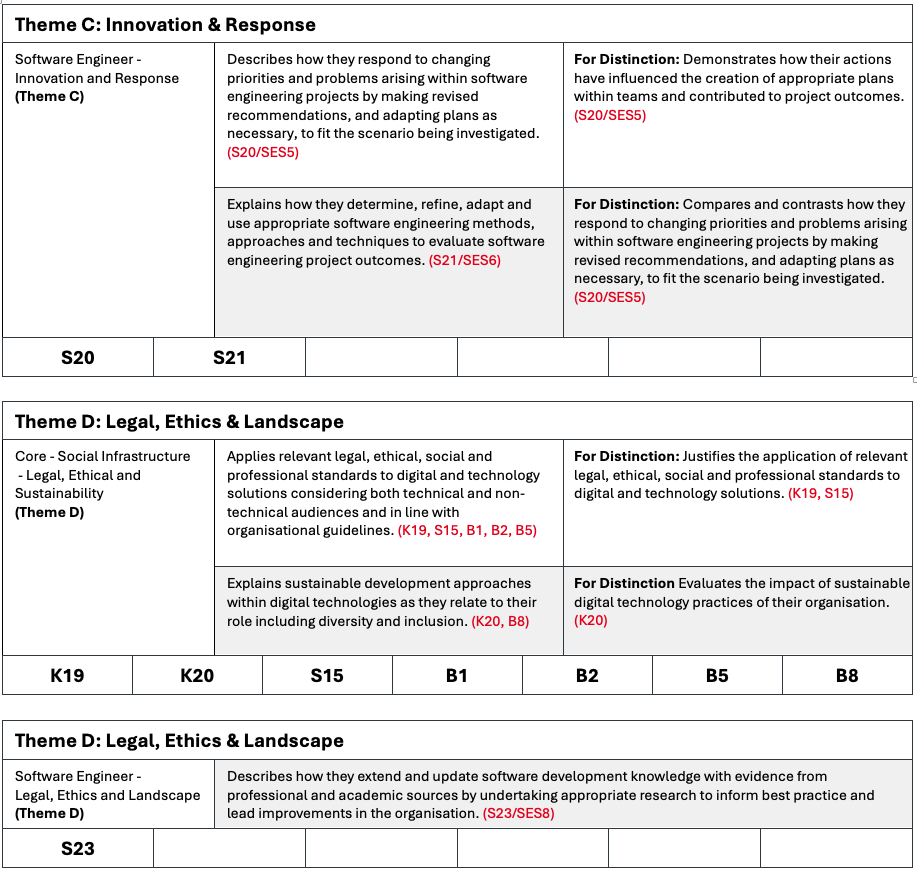 Theme C: Innovation & Response
Software Engineer -
Innovation and Response
(Theme C)
Describes how they respond to changing
priorities and problems arising within software
engineering projects by making revised
recommendations, and adapting plans as
necessary, to fit the scenario being investigated.
(S20/SES5)
For Distinction: Demonstrates how their actions
have influenced the creation of appropriate plans
within teams and contributed to project outcomes.
(S20/SES5)
Explains how they determine, refine, adapt and
use appropriate software engineering methods,
approaches and techniques to evaluate software
engineering project outcomes. (S21/SES6)
For Distinction: Compares and contrasts how they
respond to changing priorities and problems arising
within software engineering projects by making
revised recommendations, and adapting plans as
necessary, to fit the scenario being investigated.
(S20/SES5)
S20 S21
Theme D: Legal, Ethics & Landscape
Core - Social Infrastructure
- Legal, Ethical and
Sustainability
(Theme D)
Applies relevant legal, ethical, social and
professional standards to digital and technology
solutions considering both technical and non-
technical audiences and in line with
organisational guidelines. (K19, S15, B1, B2, B5)
For Distinction: Justifies the application of relevant
legal, ethical, social and professional standards to
digital and technology solutions. (K19, S15)
Explains sustainable development approaches
within digital technologies as they relate to their
role including diversity and inclusion. (K20, B8)
For Distinction Evaluates the impact of sustainable
digital technology practices of their organisation.
(K20)
K19 K20 S15 B1 B2 B5 B8
Theme D: Legal, Ethics & Landscape
Software Engineer -
Legal, Ethics and Landscape
(Theme D)
Describes how they extend and update software development knowledge with evidence from
professional and academic sources by undertaking appropriate research to inform best practice and
lead improvements in the organisation. (S23/SES8)
S23